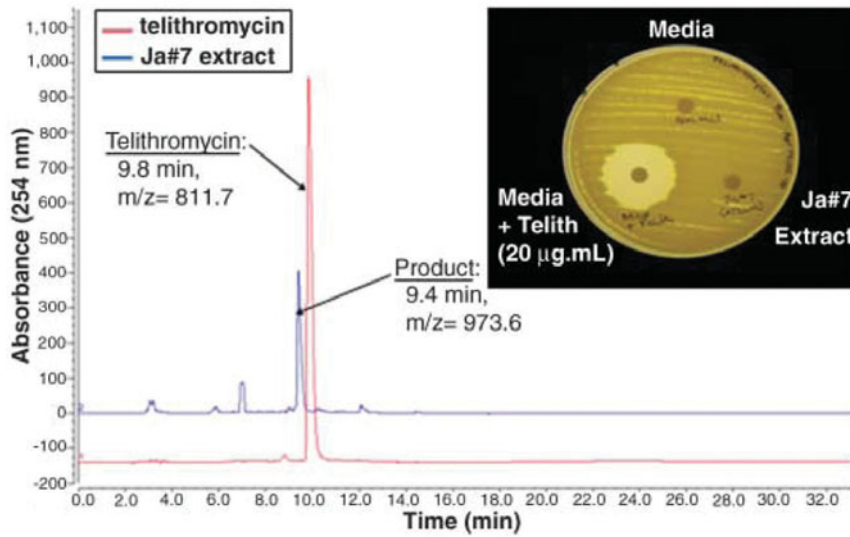 telithromycin
Ja#7 extract
1,100
1,000
900
800
700
600
500
400
300
200
100
0
-100
-200
Absorbance (254 nm)
Telithromycin:
9.8 min,
m/z= 811.7
Product:
9.4 min,
m/z= 973.6
Media
Media
+ Telith
(20 µg.mL)
Ja#7
Extract
0.0 2.0 4.0 6.0 8.0 10.0 12.0 14.0 16.0 18.0 20.0 22.0 24.0 26.0 28.0 30.0 32.0
Time (min)